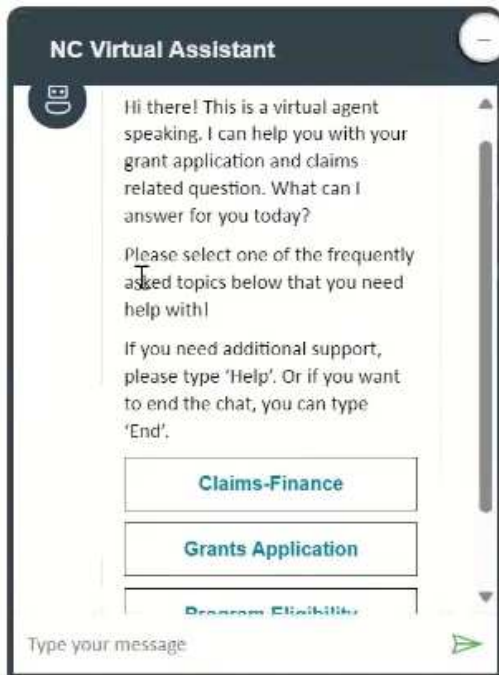 NC Virtual Assistant
Hi there! This is a virtual agent
speaking. I can help you with your
grant application and claims
related question. What can I
answer for you today?
Please select one of the frequently
asked topics below that you need
help with!
If you need additional support,
please type ‘Help’. Or if you want
to end the chat, you can type
‘End’.
Claims-Finance
Grants Application
Program Eligibility
Type your message